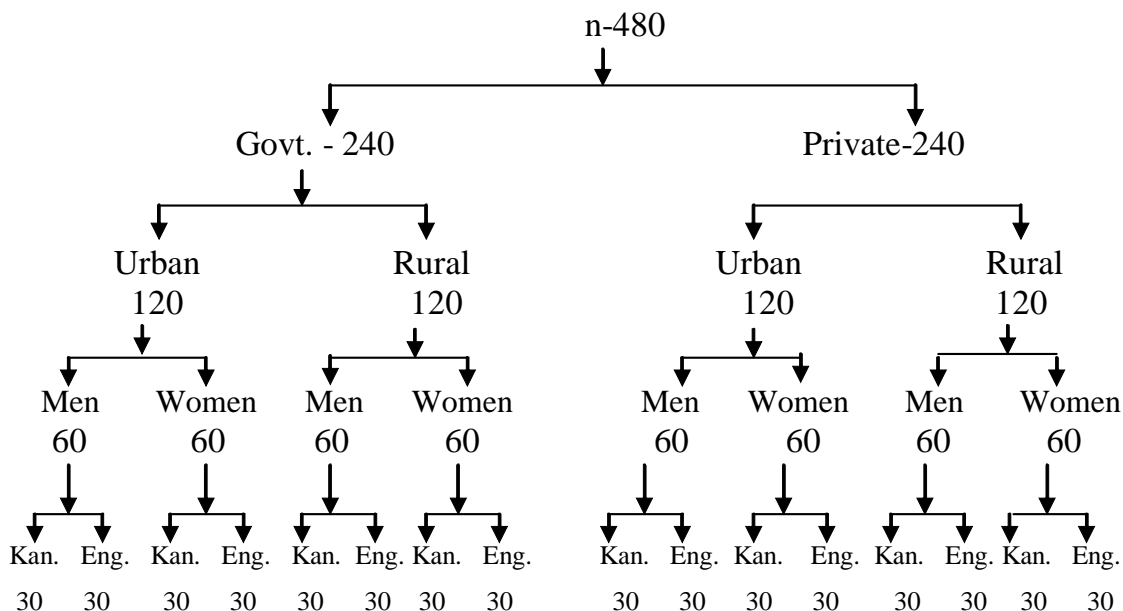 n-480
Govt. - 240 Private-240
Urban Rural Urban Rural
120 120 120 120
Men Women Men Women Men Women Men Women
60 60 60 60 60 60 60 60
Kan. Eng. Kan. Eng. Kan. Eng. Kan. Eng. Kan. Eng. Kan. Eng. Kan. Eng. Kan. Eng.
30 30 30 30 30 30 30 30 30 30 30 30 30 30 30 30